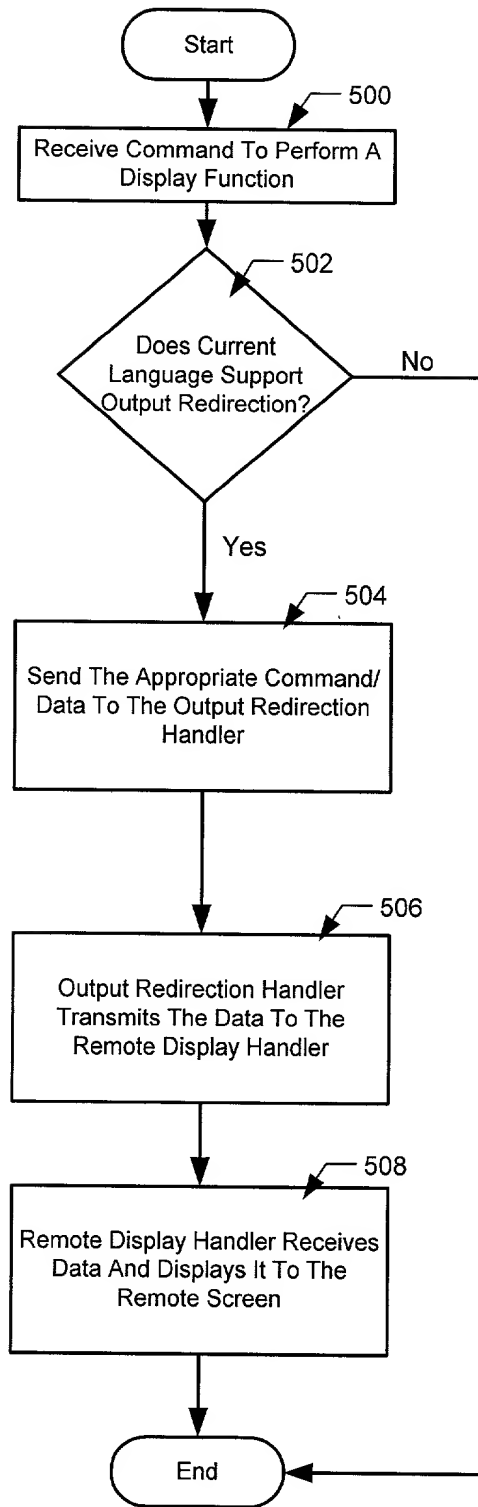 Start
500
Receive Command To Perform A
Display Function
502
Does Current
Language Support
Output Redirection?
No
Yes
504
Send The Appropriate Command/
Data To The Output Redirection
Handler
506
Output Redirection Handler
Transmits The Data To The
Remote Display Handler
508
Remote Display Handler Receives
Data And Displays It To The
Remote Screen
End